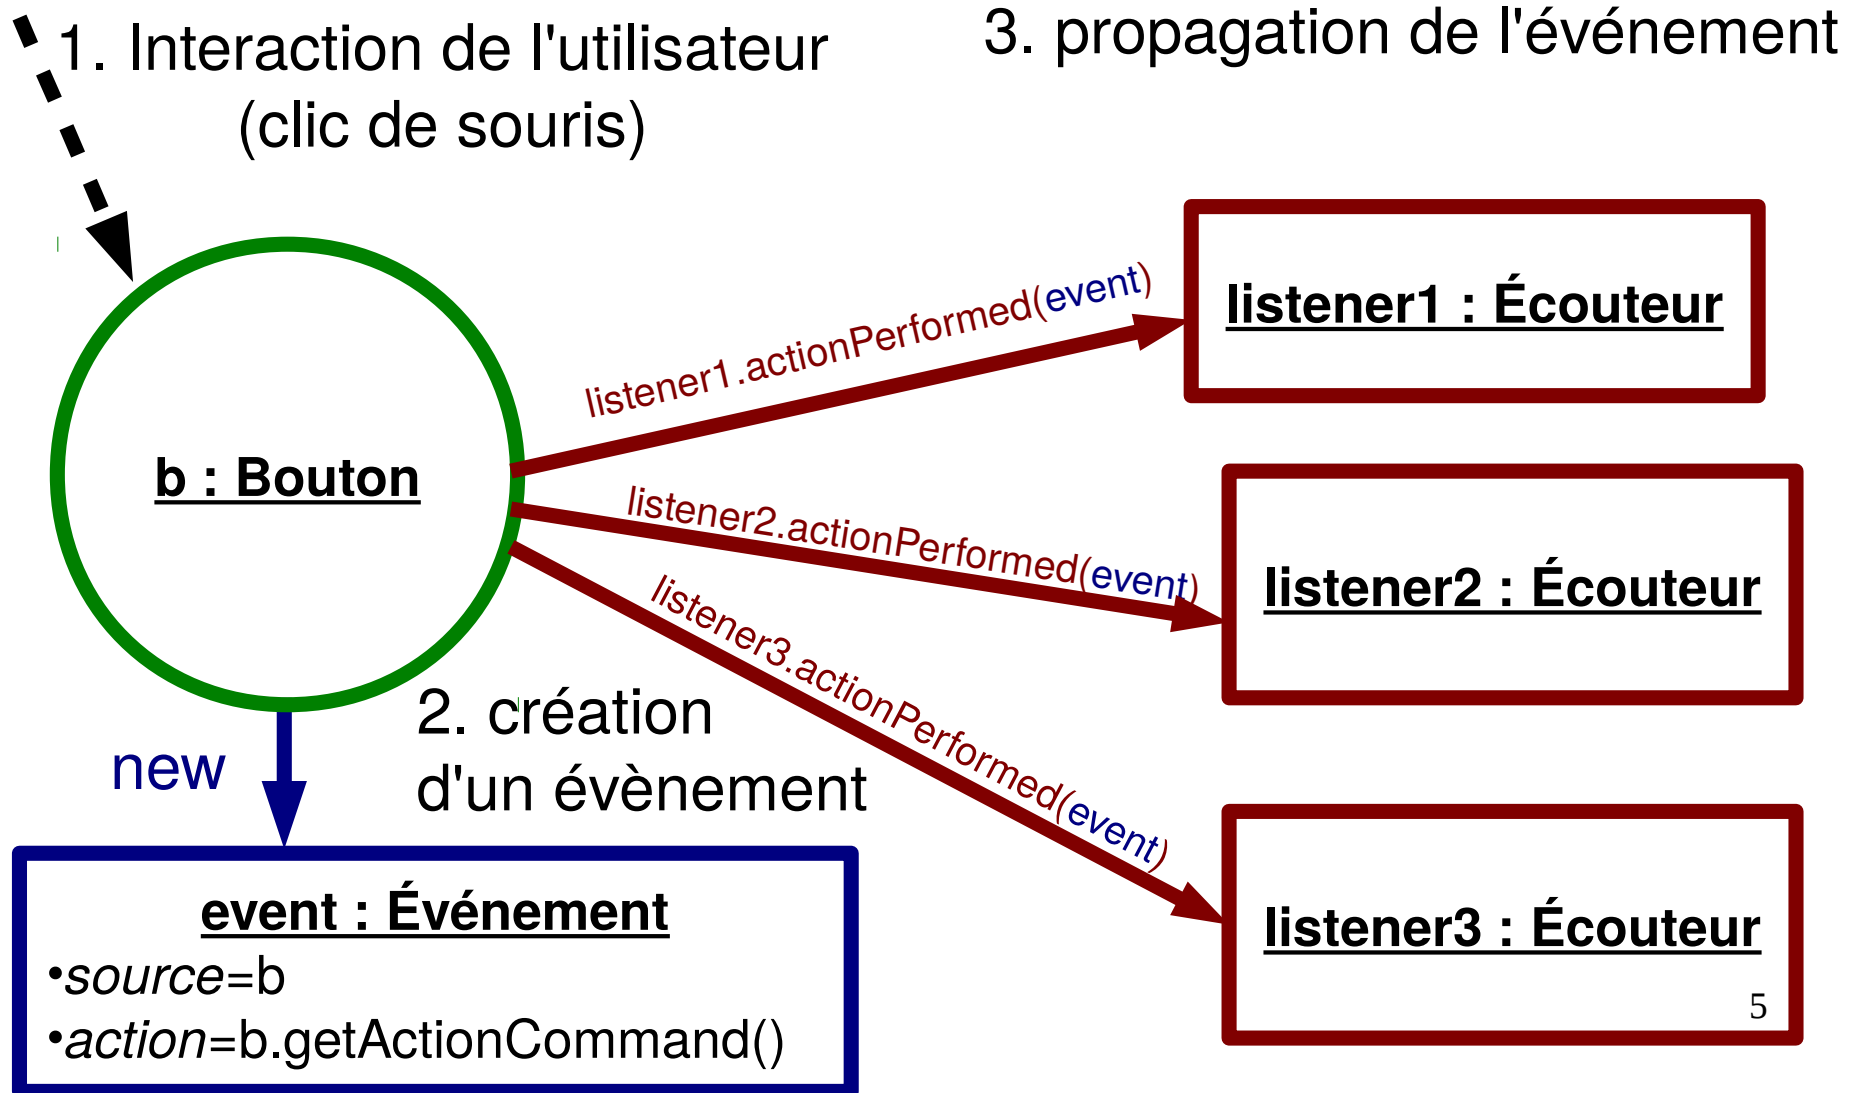 1. Interaction de l'utilisateur
(clic de souris)
3. propagation de l'événement
b : Bouton
listener1.actionPerformed(event)
listener1 : Écouteur
listener2.actionPerformed(event)
listener2 : Écouteur
listener3.actionPerformed(event)
listener3 : Écouteur
2. création
d'un évènement
new
event : Événement
•source=b
•action=b.getActionCommand()
5